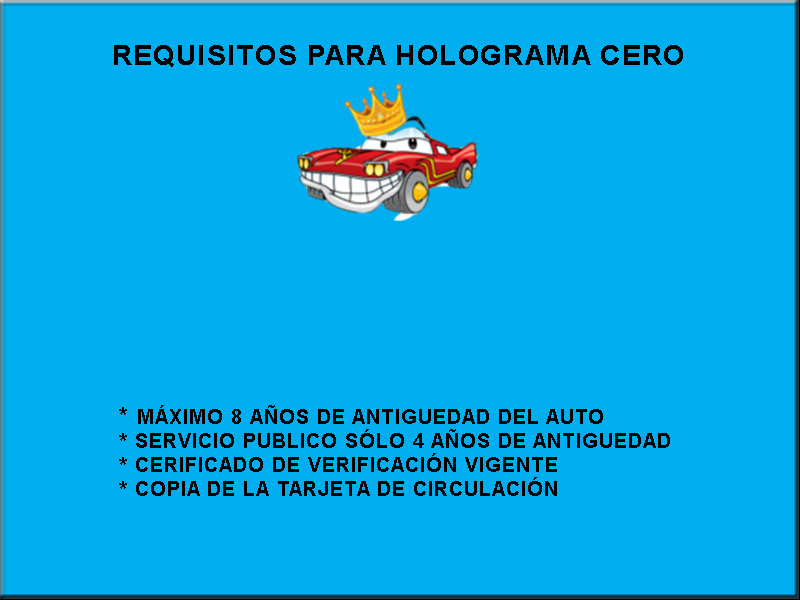 REQUISITOS PARA HOLOGRAMA CERO
* MÁXIMO 8 AÑOS DE ANTIGUEDAD DEL AUTO
* SERVICIO PUBLICO SÓLO 4 AÑOS DE ANTIGUEDAD
* CERIFICADO DE VERIFICACIÓN VIGENTE
* COPIA DE LA TARJETA DE CIRCULACIÓN